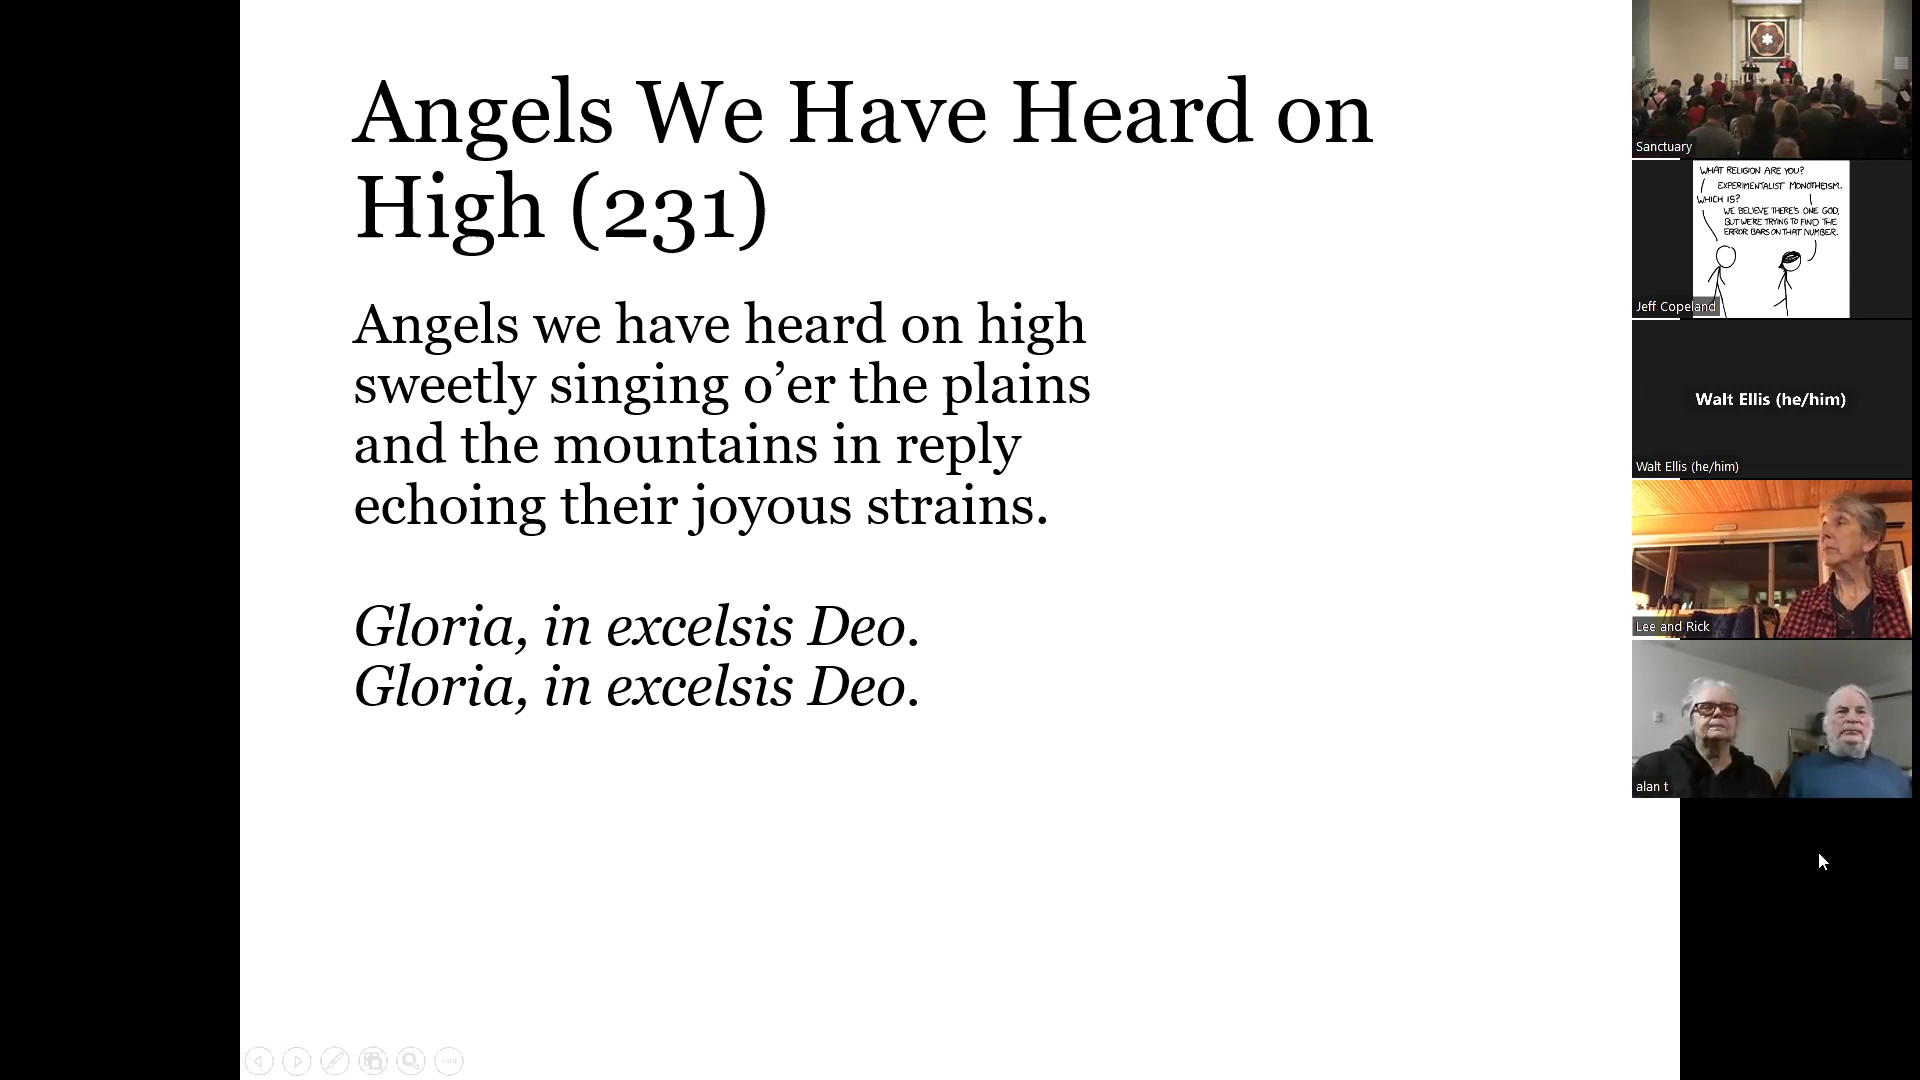 Angels We Have Heard on
High (231)
Angels we have heard on high
sweetly singing o’er the plains
and the mountains in reply
echoing their joyous strains.
Gloria, in excelsis Deo.
Gloria, in excelsis Deo.
Sanctuary
WHAT RELIGION ARE YOU?
EXPERIMENTALIST MONOTHEISM.
WHICH IS?
WE BELIEVE THERE'S ONE GOD,
BUT WE'RE TRYING TO FIND THE
ERROR BARS ON THAT NUMBER.
Jeff Copeland
Walt Ellis (he/him)
Walt Ellis (he/him)
Lee and Rick
alan t